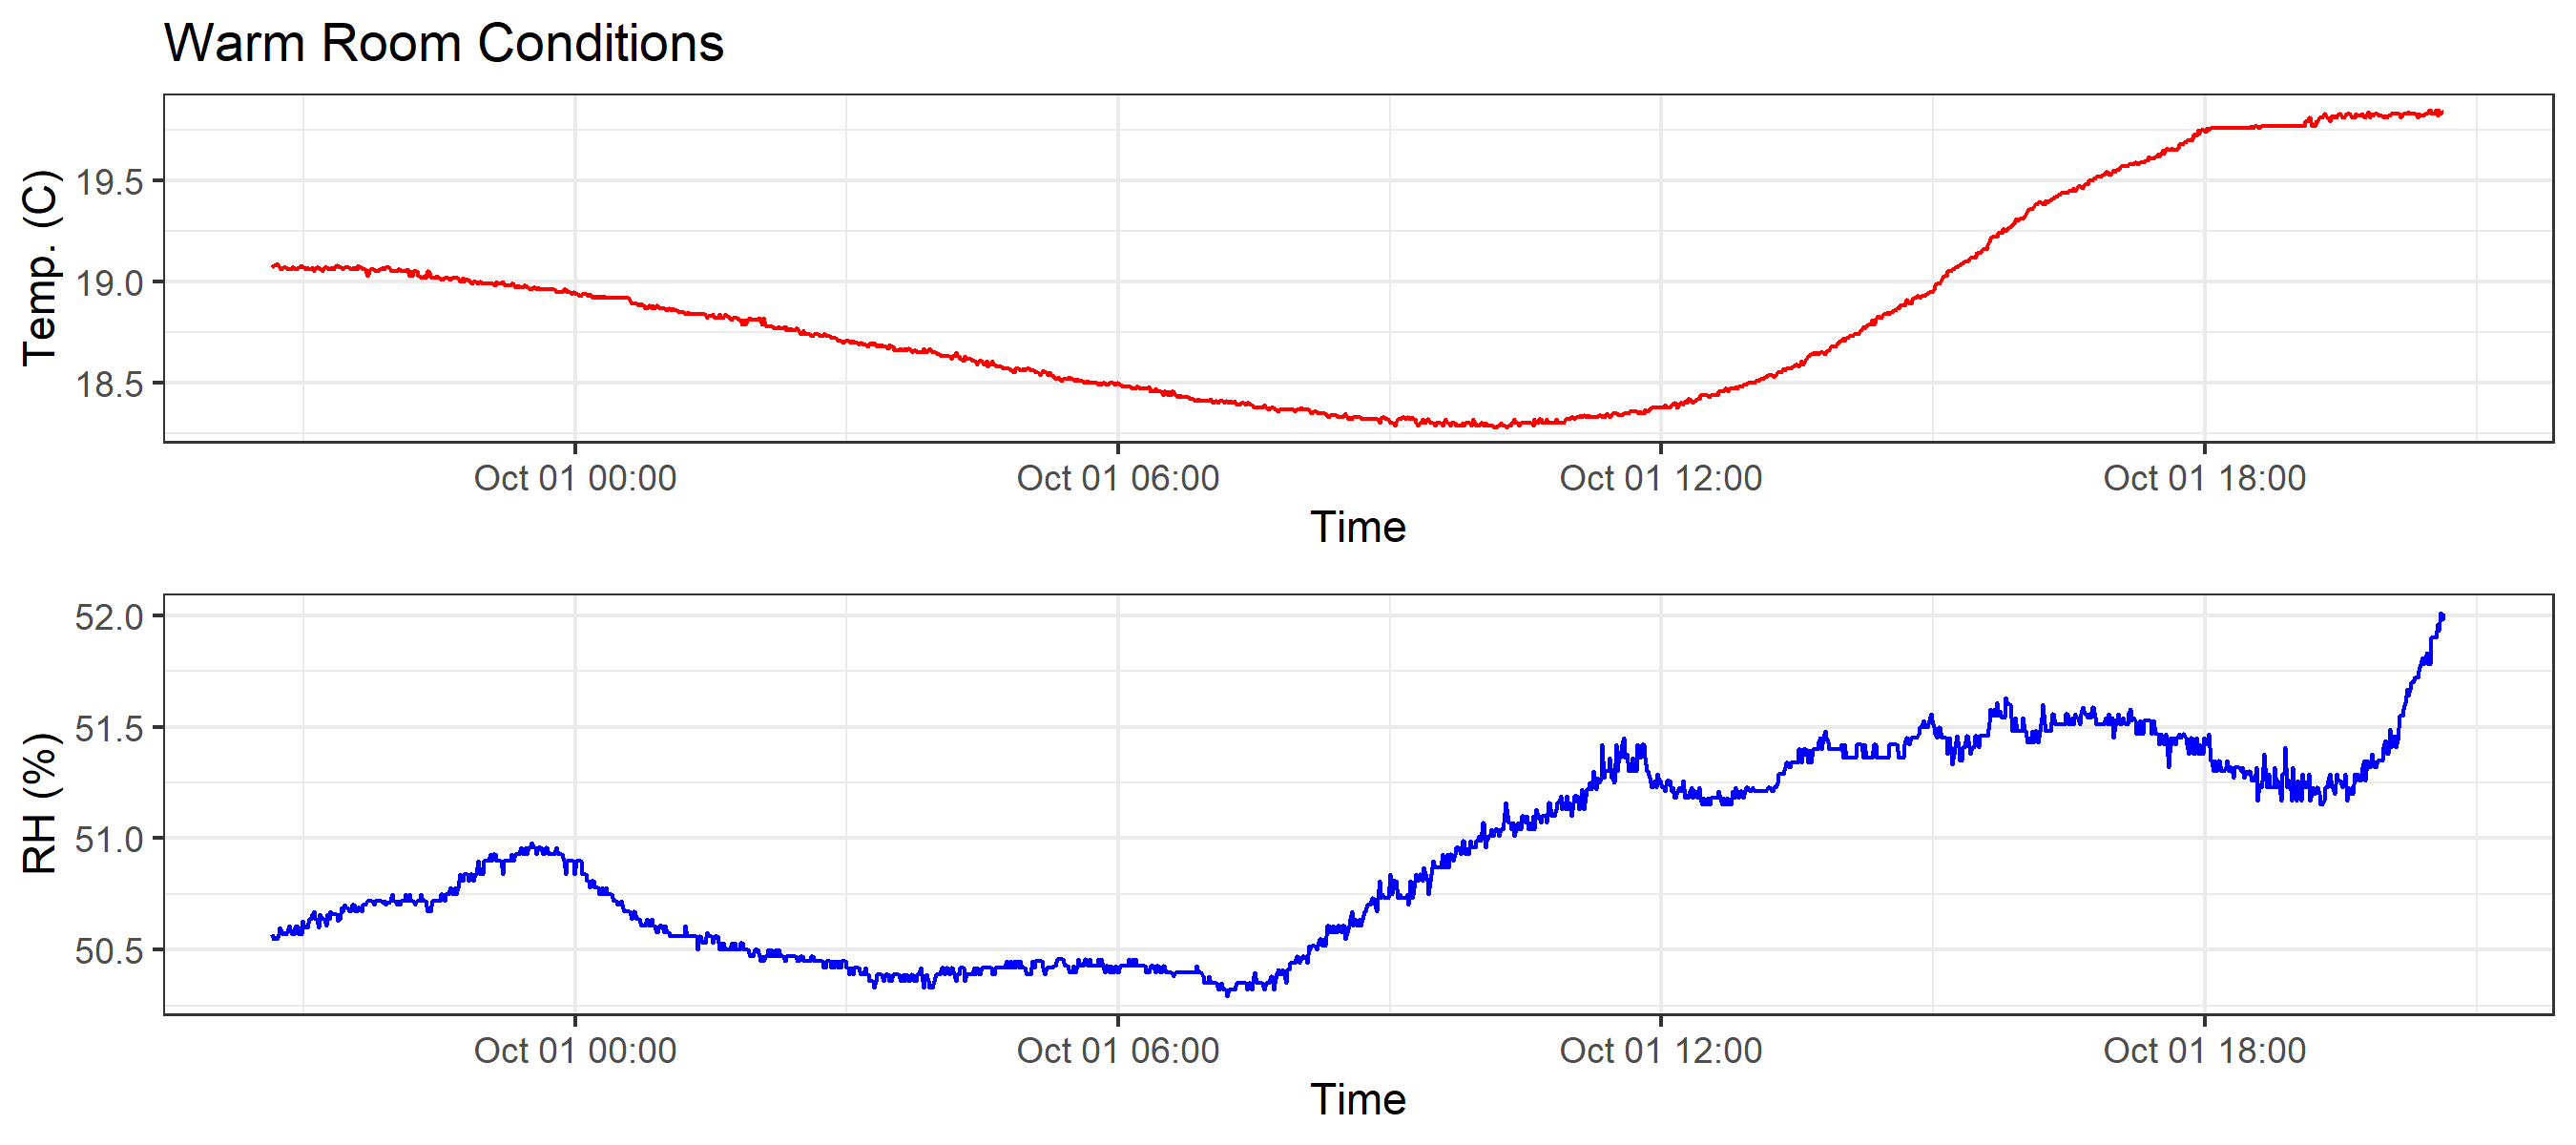 Warm Room Conditions
Temp. (C)
19.5
19.0
18.5
Oct 01 00:00 Oct 01 06:00 Oct 01 12:00 Oct 01 18:00
Time
RH (%)
52.0
51.5
51.0
50.5
Oct 01 00:00 Oct 01 06:00 Oct 01 12:00 Oct 01 18:00
Time